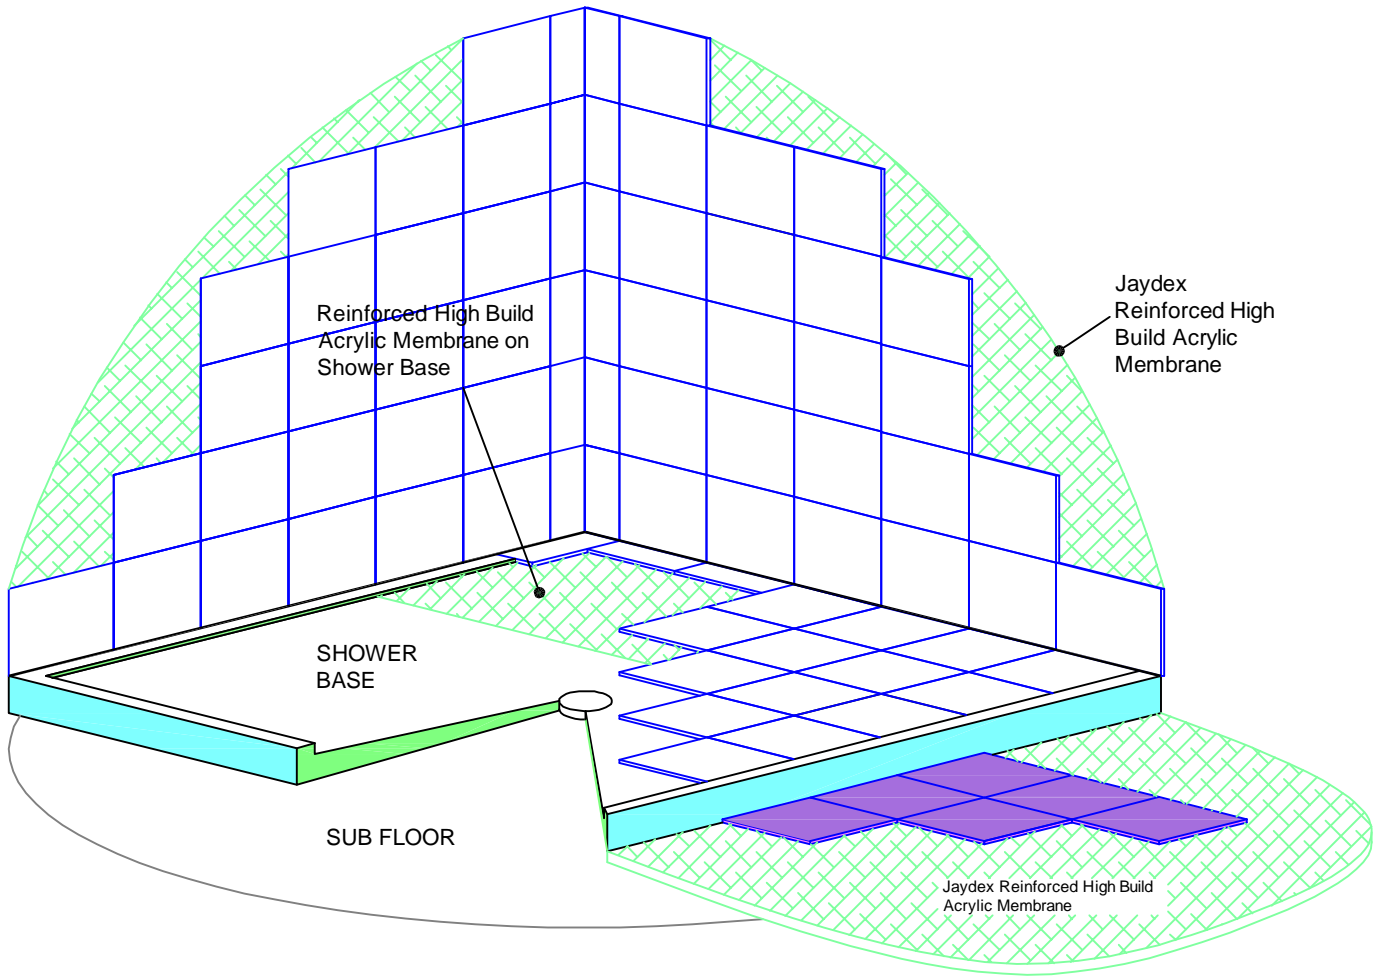 Reinforced High Build
Acrylic Membrane on
Shower Base
Jaydex
Reinforced High
Build Acrylic
Membrane
SHOWER
BASE
SUB FLOOR
Jaydex Reinforced High Build
Acrylic Membrane